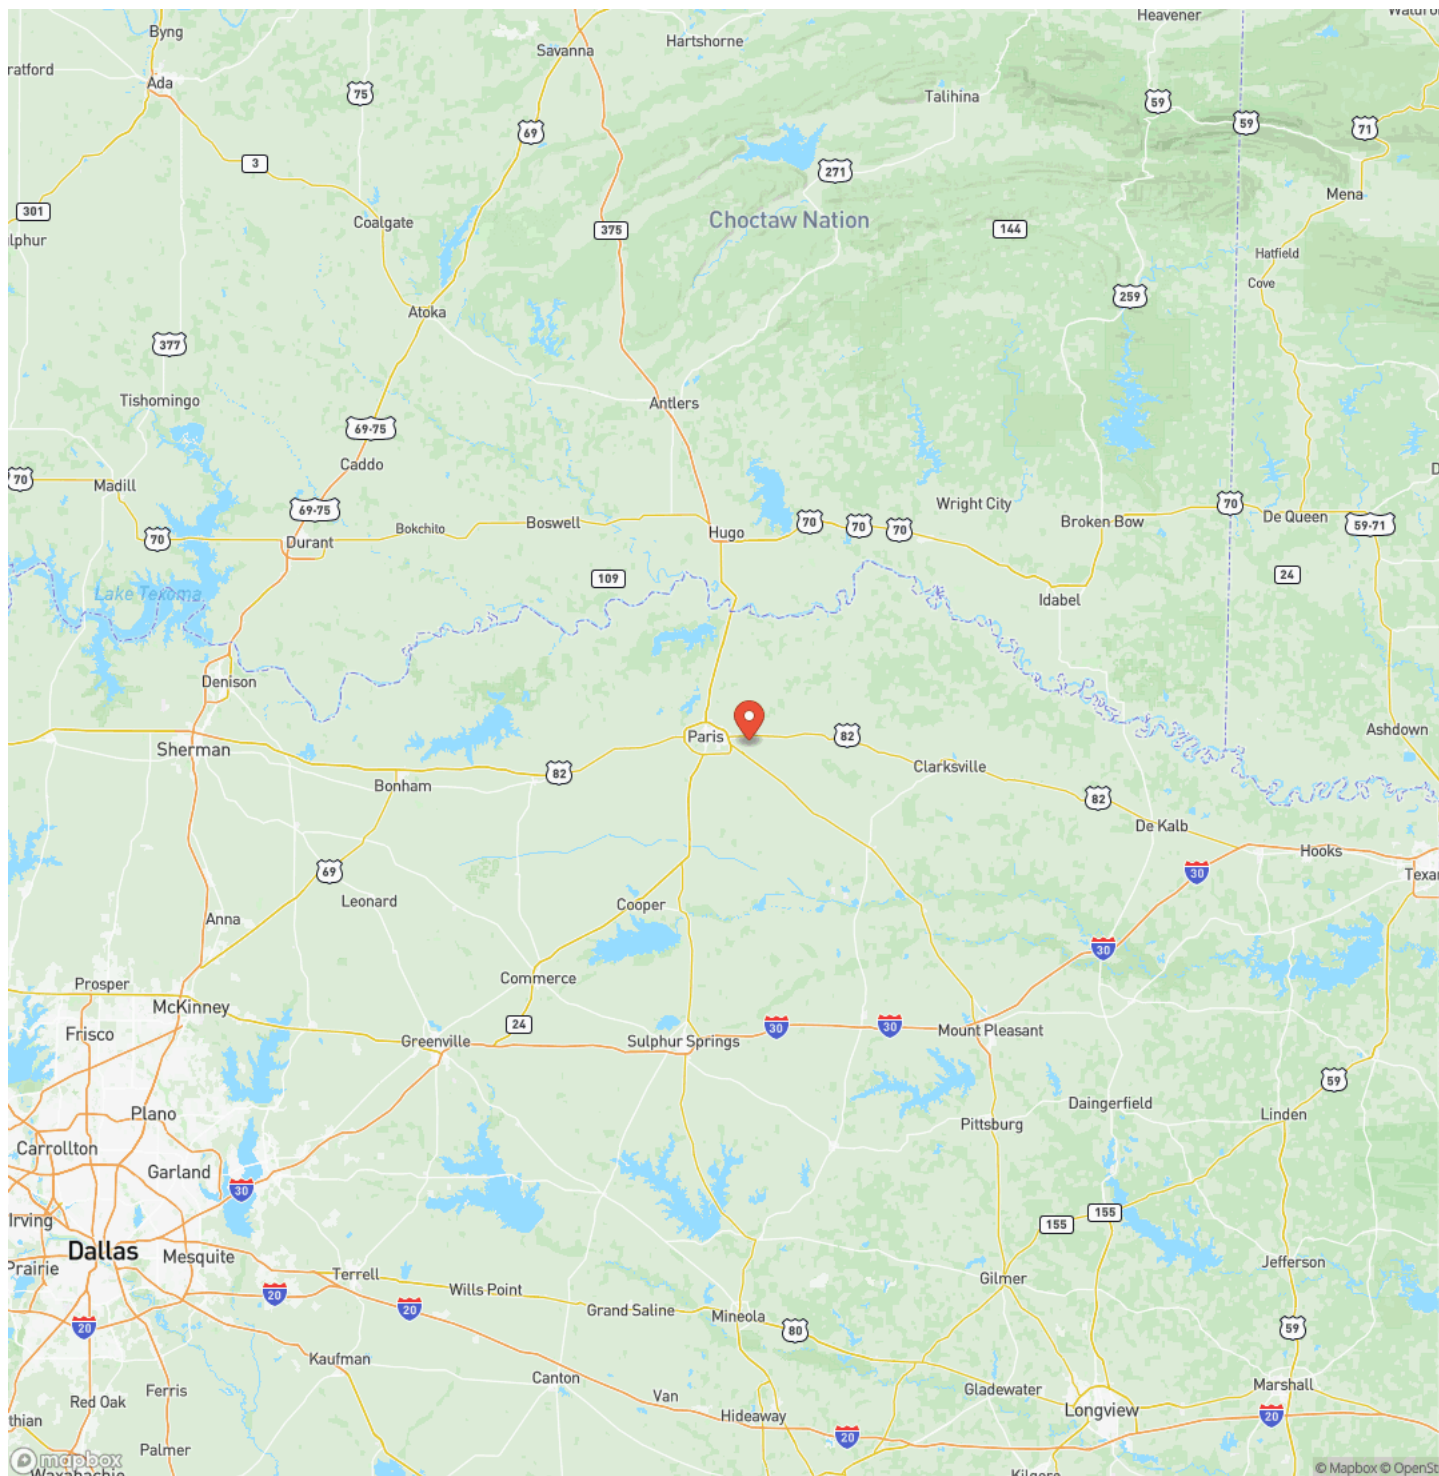 Byng
Hartshorne
Heavener
Savanna
ratford
Ada
75
Talihina
59
69
59
71
3
271
Mena
301
Coalgate
Choctaw Nation
375
144
lphur
Hatfield
Cove
259
Atoka
377
Tishomingo
Antlers
69-75
Caddo
70
Madill
69-75
Wright City
70
Boswell
70
70
70
Broken Bow
De Queen
59-71
Bokchito
Hugo
70
Durant
109
24
Lake Texoma
Idabel
Denison
Ashdown
Sherman
Paris
82
Clarksville
82
Bonham
82
De Kalb
Hooks
69
30
Texar
Leonard
Cooper
Anna
30
Commerce
Prosper
McKinney
24
30
30
Frisco
Greenville
Sulphur Springs
Mount Pleasant
59
Plano
Daingerfield
Linden
Pittsburg
Carrollton
Garland
30
Irving
155
155
Dallas
Mesquite
Prairie
Terrell
Jefferson
Gilmer
20
Wills Point
20
Grand Saline
Mineola
20
80
59
Kaufman
Canton
Marshall
Ferris
Gladewater
Red Oak
Van
Longview
Hideaway
20
thian
20
Palmer
mapbox
Waxahachie
© Mapbox © OpenSt
Kilgore